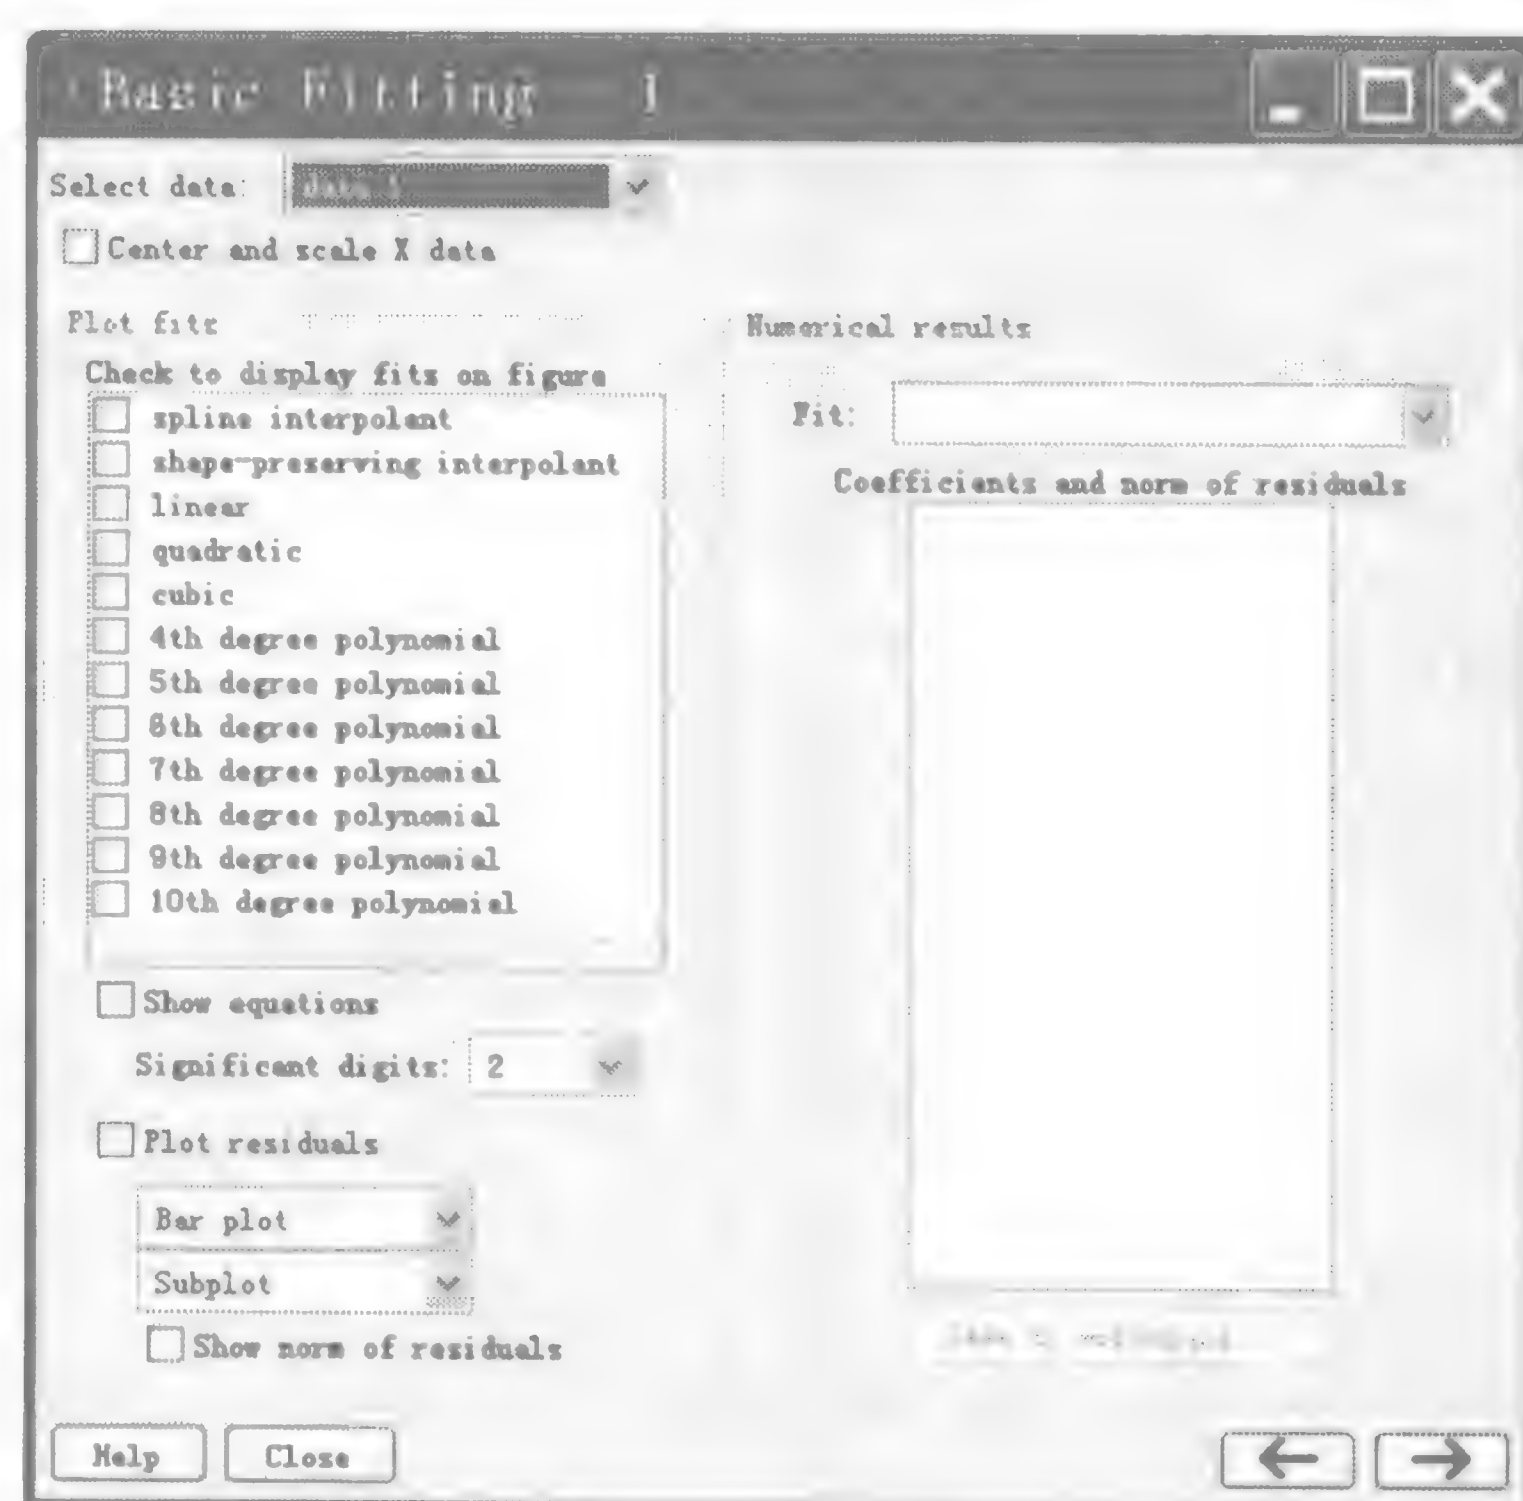 Basic Fitting - 1
Select data: data 1
Center and scale X data
Plot fits
Check to display fits on figure
spline interpolant
shape-preserving interpolant
linear
quadratic
cubic
4th degree polynomial
5th degree polynomial
6th degree polynomial
7th degree polynomial
8th degree polynomial
9th degree polynomial
10th degree polynomial
Show equations
Significant digits: 2
Plot residuals
Bar plot
Subplot
Show norm of residuals
Numerical results
Fit:
Coefficients and norm of residuals
Help
Close